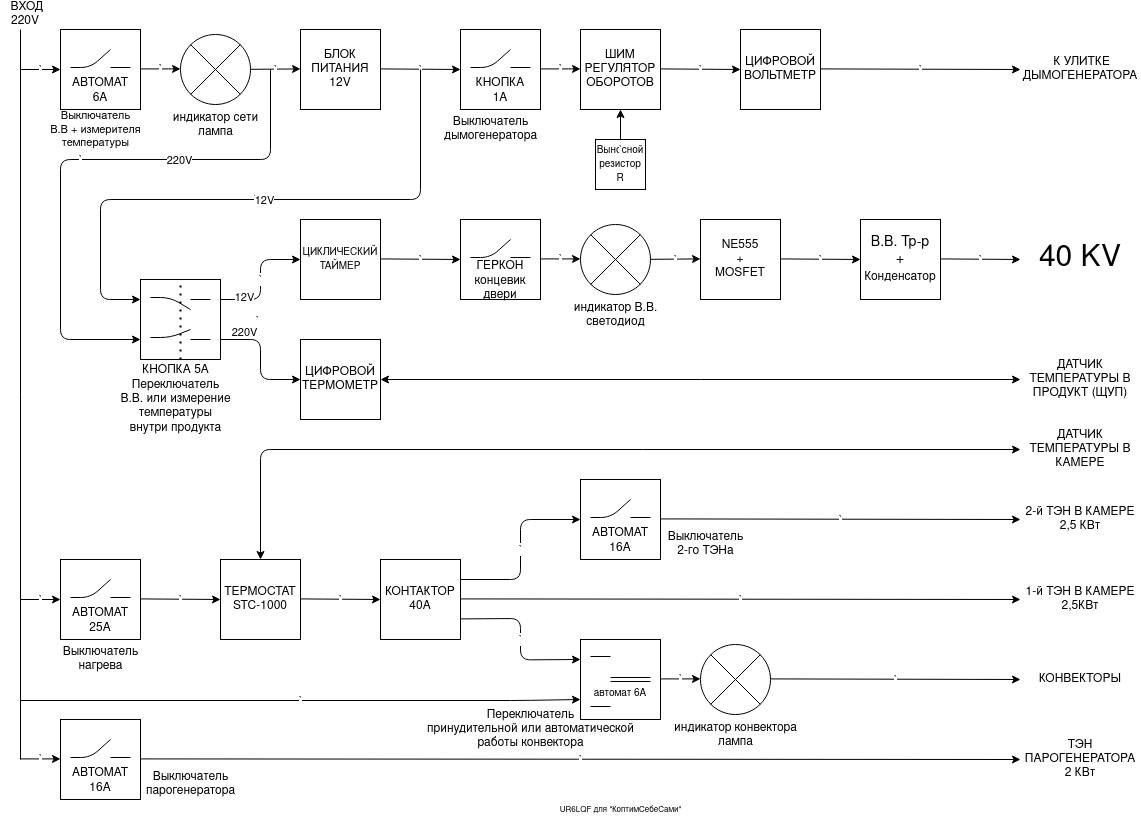 ВХОД
220V
АВТОМАТ
6А
Выключатель
В.В + измерителя
температуры
индикатор сети
лампа
БЛОК
ПИТАНИЯ
12V
КНОПКА
1А
Выключатель
дымогенератора
ШИМ
РЕГУЛЯТОР
ОБОРОТОВ
Выносной
резистор
R
ЦИФРОВОЙ
ВОЛЬТМЕТР
К УЛИТКЕ
ДЫМОГЕНЕРАТОРА
220V
12V
ЦИКЛИЧЕСКИЙ
ТАЙМЕР
ГЕРКОН
концевик
двери
индикатор В.В.
светодиод
NE555
+
MOSFET
В.В. Тр-р
+
Конденсатор
40 KV
12V
220V
КНОПКА 5А
Переключатель
В.В. или измерение
температуры
внутри продукта
ЦИФРОВОЙ
ТЕРМОМЕТР
ДАТЧИК
ТЕМПЕРАТУРЫ В
ПРОДУКТ (ЩУП)
ДАТЧИК
ТЕМПЕРАТУРЫ В
КАМЕРЕ
АВТОМАТ
16А
Выключатель
2-го ТЭНа
2-й ТЭН В КАМЕРЕ
2,5 КВт
АВТОМАТ
25А
Выключатель
нагрева
ТЕРМОСТАТ
STC-1000
КОНТАКТОР
40А
1-й ТЭН В КАМЕРЕ
2,5КВт
автомат 6А
Переключатель
принудительной или автоматической
работы конвектора
индикатор конвектора
лампа
КОНВЕКТОРЫ
АВТОМАТ
16А
Выключатель
парогенератора
ТЭН
ПАРОГЕНЕРАТОРА
2 КВт
UR6LQF для "КоптимСебеСами"